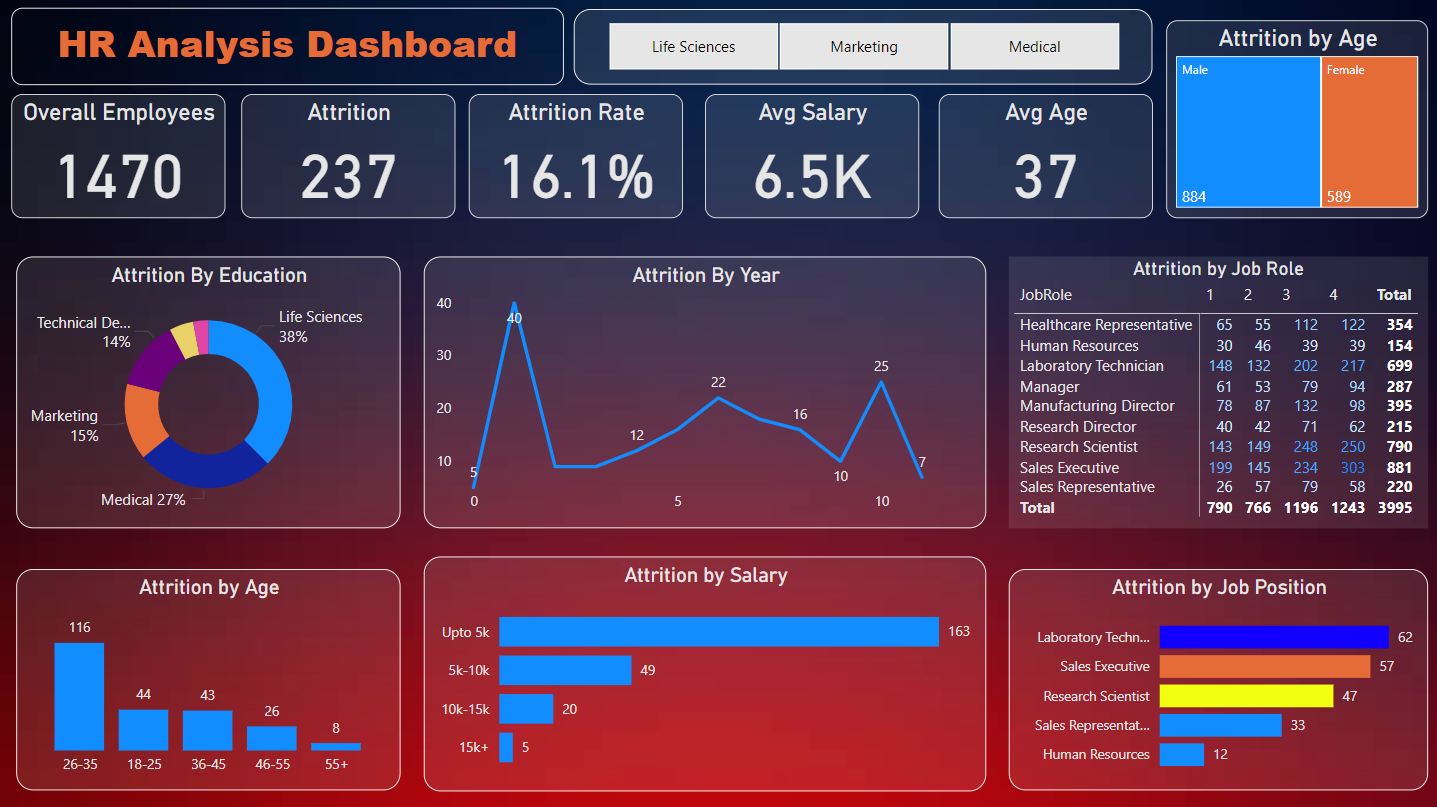 HR Analysis Dashboard
Life Sciences Marketing Medical
Attrition by Age
Male Female
884 589
Overall Employees
1470
Attrition
237
Attrition Rate
16.1%
Avg Salary
6.5K
Avg Age
37
Attrition By Education
Life Sciences
38%
Technical De...
14%
Marketing
15%
Medical 27%
Attrition By Year
40
30
20
10
5
40
12
22
16
10
25
7
0 5 10
Attrition by Job Role
JobRole 1 2 3 4 Total
Healthcare Representative 65 55 112 122 354
Human Resources 30 46 39 39 154
Laboratory Technician 148 132 202 217 699
Manager 61 53 79 94 287
Manufacturing Director 78 87 132 98 395
Research Director 40 42 71 62 215
Research Scientist 143 149 248 250 790
Sales Executive 199 145 234 303 881
Sales Representative 26 57 79 58 220
Total 790 766 1196 1243 3995
Attrition by Age
116 44 43 26 8
26-35 18-25 36-45 46-55 55+
Attrition by Salary
Upto 5k 163
5k-10k 49
10k-15k 20
15k+ 5
Attrition by Job Position
Laboratory Techn... 62
Sales Executive 57
Research Scientist 47
Sales Representat... 33
Human Resources 12